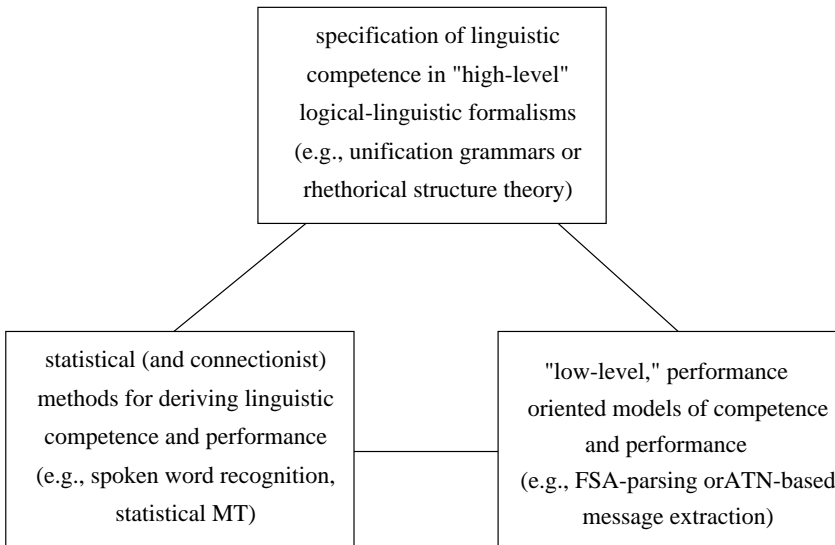 specification of linguistic
competence in "high-level"
logical-linguistic formalisms
(e.g., unification grammars or
rhethorical structure theory)
statistical (and connectionist)
methods for deriving linguistic
competence and performance
(e.g., spoken word recognition,
statistical MT)
"low-level," performance
oriented models of competence
and performance
(e.g., FSA-parsing orATN-based
message extraction)